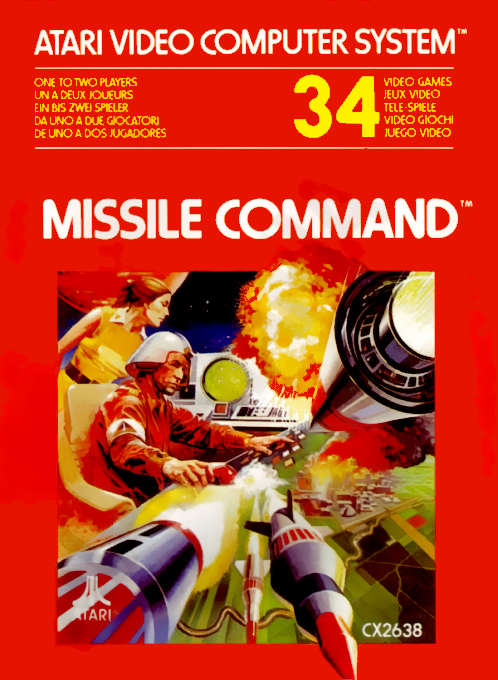 ATARI VIDEO COMPUTER SYSTEM™
ONE TO TWO PLAYERS
UN A DEUX JOUEURS
EIN BIS ZWEI SPIELER
DA UNO A DUE GIOCATORI
DE UNO A DOS JUGADORES
34
VIDEO GAMES
JEUX VIDEO
TELE-SPIELE
VIDEO GIOCHI
JUEGO VIDEO
MISSILE COMMAND™
ATARI®
CX2638